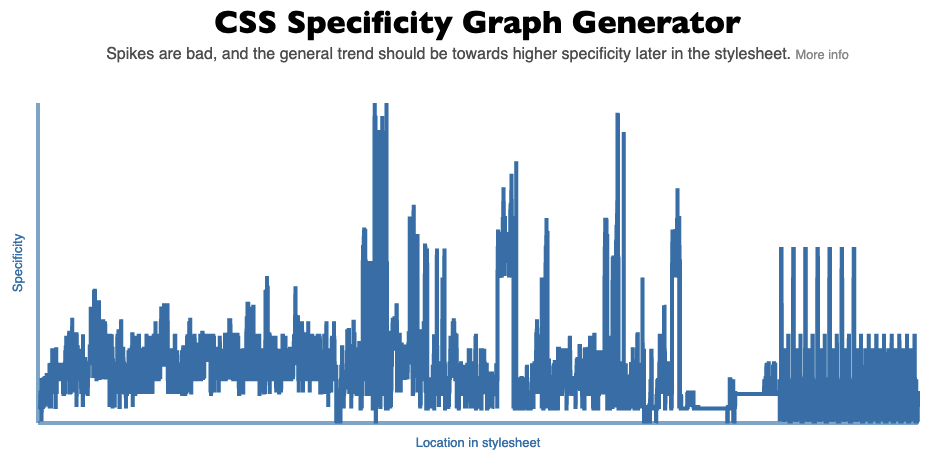 CSS Specificity Graph Generator
Spikes are bad, and the general trend should be towards higher specificity later in the stylesheet. More info
Specificity
Location in stylesheet